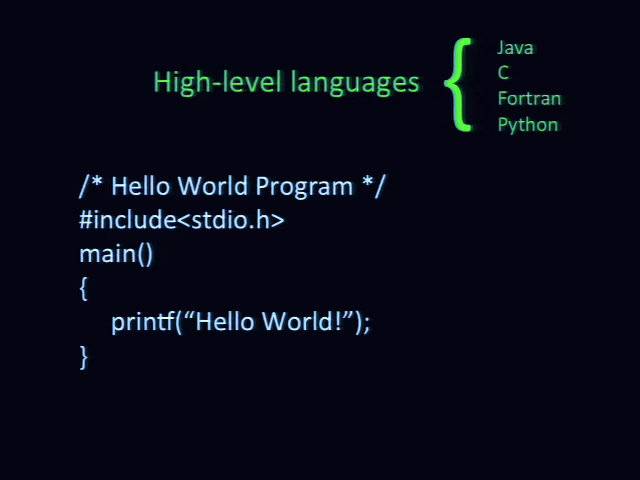 High-level languages
{
Java
C
Fortran
Python
/* Hello World Program */
#include<stdio.h>
main()
{
printf(“Hello World!”);
}